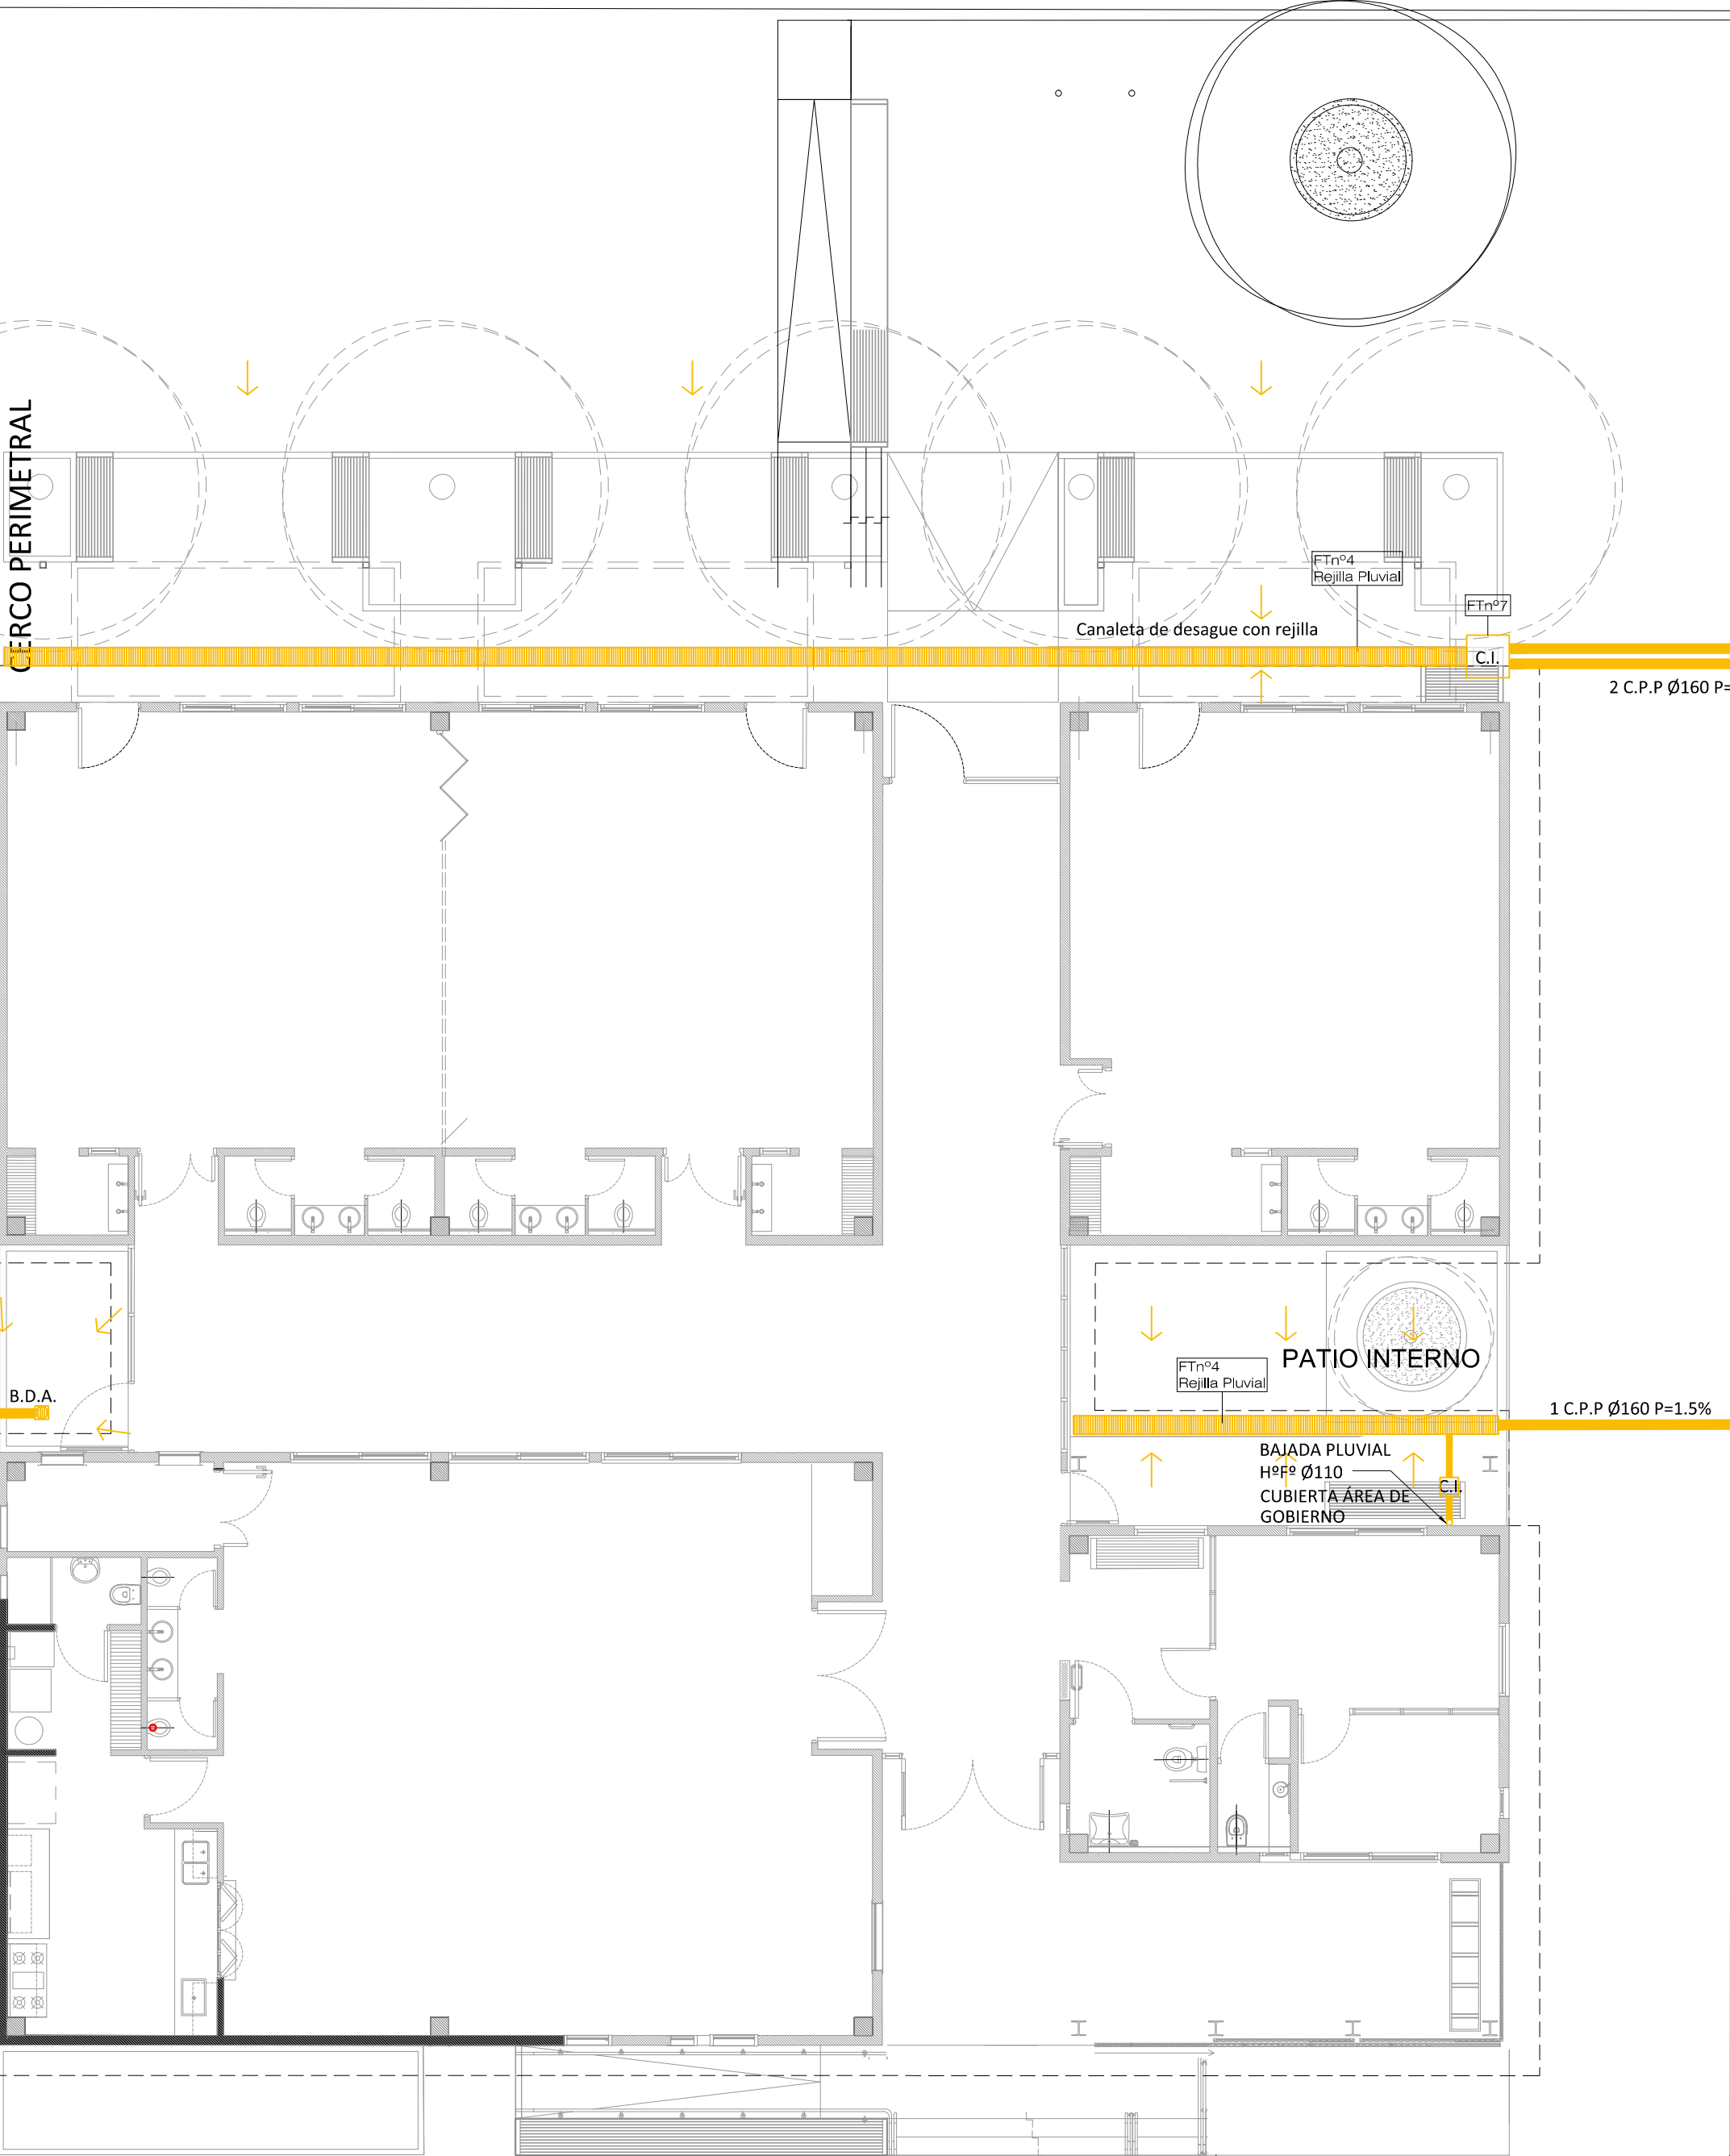 CERCO PERIMETRAL
FTnº4
Rejilla Pluvial
FTnº7
Canaleta de desague con rejilla
C.I.
2 C.P.P Ø160 P=
B.D.A.
FTnº4
Rejilla Pluvial
PATIO INTERNO
1 C.P.P Ø160 P=1.5%
BAJADA PLUVIAL
HºFº Ø110
CUBIERTA ÁREA DE
GOBIERNO
C.I.